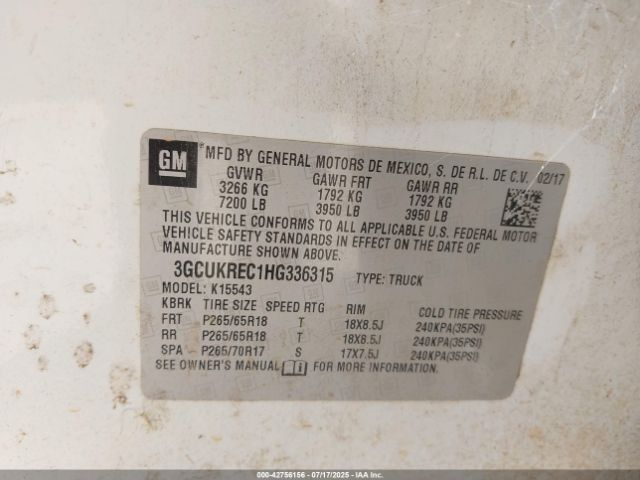 GM MFD BY GENERAL MOTORS DE MEXICO, S. DE R.L. DE C.V. 02/17
GVWR GAWR FRT GAWR RR
3266 KG 1792 KG 1792 KG
7200 LB 3950 LB 3950 LB
THIS VEHICLE CONFORMS TO ALL APPLICABLE U.S. FEDERAL MOTOR
VEHICLE SAFETY STANDARDS IN EFFECT ON THE DATE OF
MANUFACTURE SHOWN ABOVE.
3GCUKREC1HG336315 TYPE: TRUCK
MODEL: K15543
KBRK TIRE SIZE SPEED RTG RIM COLD TIRE PRESSURE
FRT P265/65R18 T 18X8.5J 240KPA(35PSI)
RR P265/65R18 T 18X8.5J 240KPA(35PSI)
SPA P265/70R17 S 17X7.5J 240KPA(35PSI)
SEE OWNER'S MANUAL FOR MORE INFORMATION.
000-42756156 - 07/17/2025 - COPYRIGHT IAA, LLC.